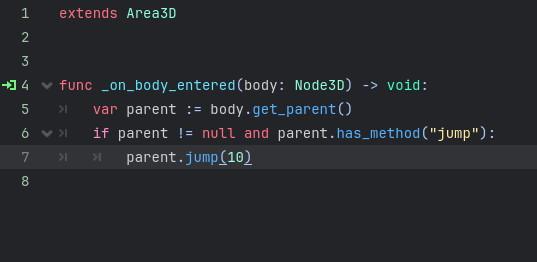 1 extends Area3D
2
3
4 func _on_body_entered(body: Node3D) -> void:
5 var parent := body.get_parent()
6 if parent != null and parent.has_method("jump"):
7 parent.jump(10)
8